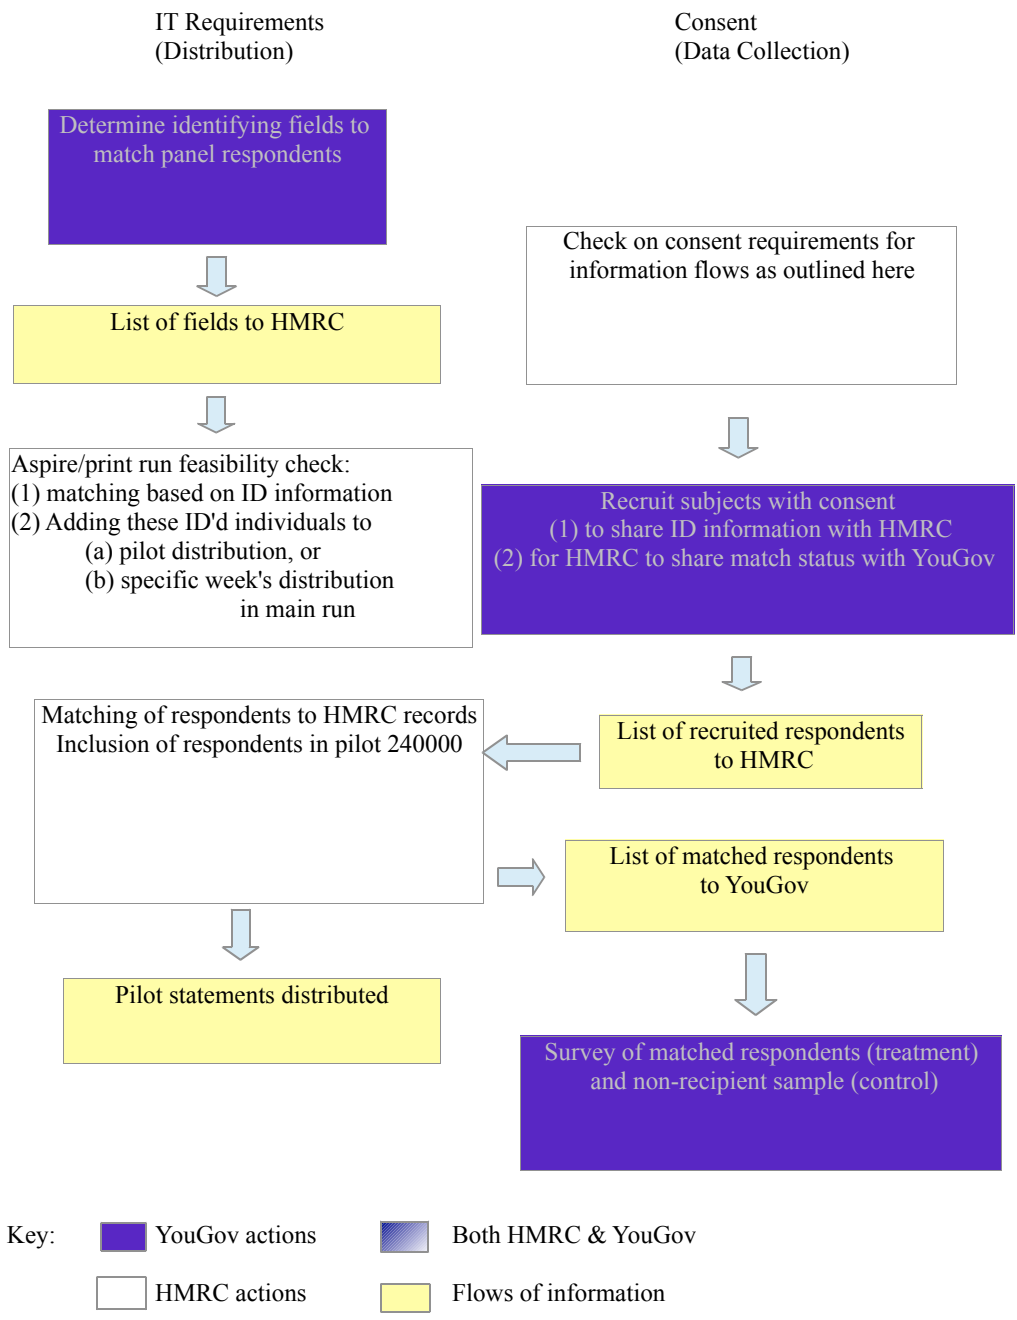 IT Requirements
(Distribution)
Consent
(Data Collection)
Determine identifying fields to
match panel respondents
Check on consent requirements for
information flows as outlined here
List of fields to HMRC
Aspire/print run feasibility check:
(1) matching based on ID information
(2) Adding these ID'd individuals to
(a) pilot distribution, or
(b) specific week's distribution
in main run
Recruit subjects with consent
(1) to share ID information with HMRC
(2) for HMRC to share match status with YouGov
Matching of respondents to HMRC records
Inclusion of respondents in pilot 240000
List of recruited respondents
to HMRC
List of matched respondents
to YouGov
Pilot statements distributed
Survey of matched respondents (treatment)
and non-recipient sample (control)
Key:
YouGov actions
Both HMRC & YouGov
HMRC actions
Flows of information